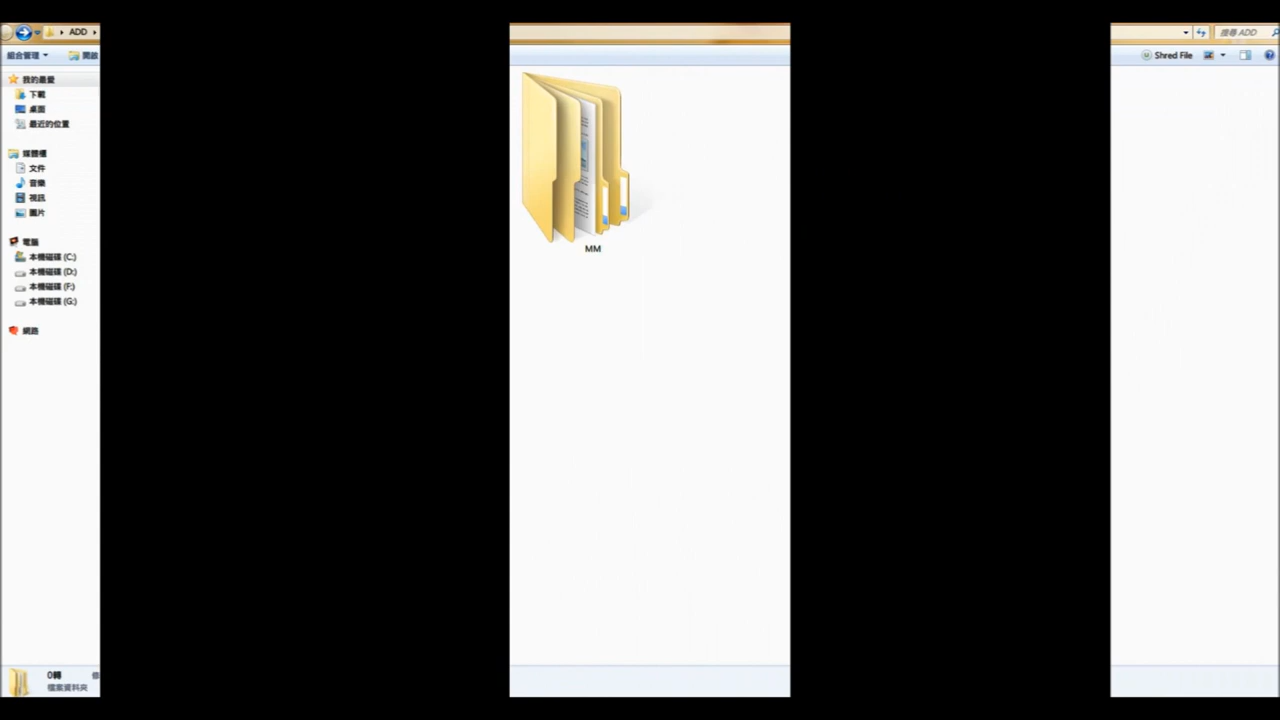 ADD
搜尋 ADD
組合管理
開啟
Shred File
我的最愛
下載
桌面
最近的位置
媒體櫃
文件
音樂
視訊
圖片
電腦
本機磁碟 (C:)
本機磁碟 (D:)
本機磁碟 (F:)
本機磁碟 (G:)
網路
MM
0轉
檔案資料夾